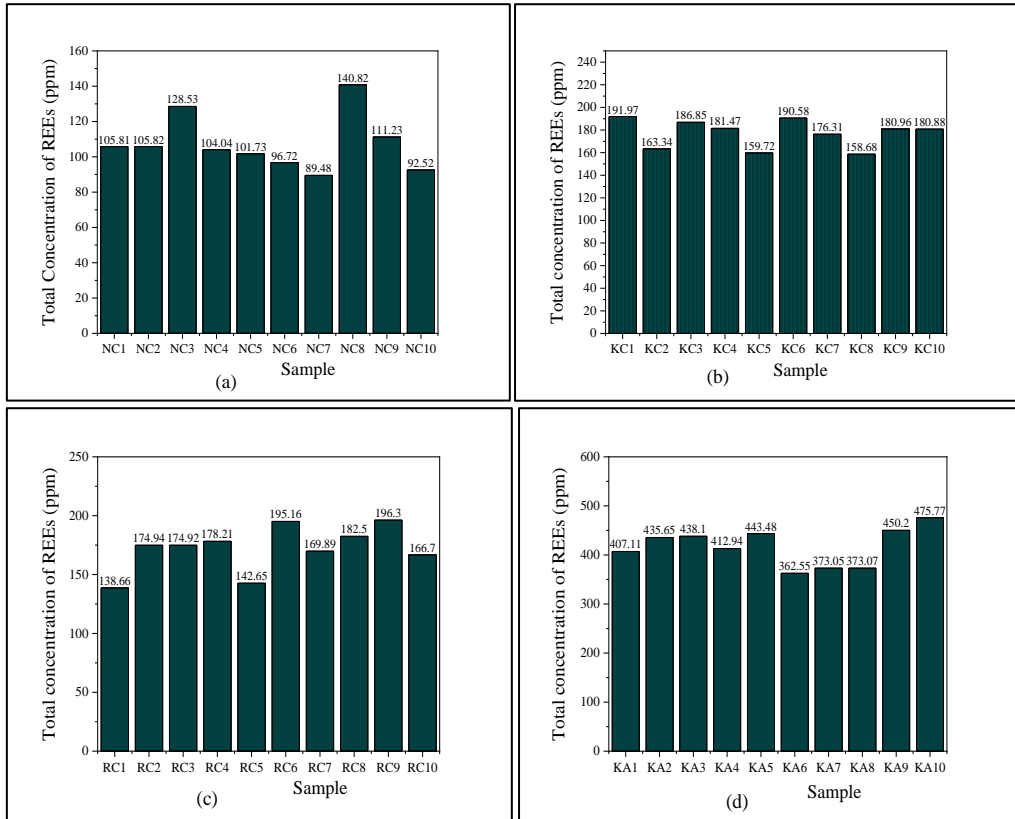 Total Concentration of REEs (ppm)
160
140
120
100
80
60
40
20
0
105.81 105.82 128.53 104.04 101.73 96.72 89.48 140.82 111.23 92.52
NC1 NC2 NC3 NC4 NC5 NC6 NC7 NC8 NC9 NC10
Sample
(a)
Total concentration of REEs (ppm)
240
220
200
180
160
140
120
100
80
60
40
20
0
191.97 163.34 186.85 181.47 159.72 190.58 176.31 158.68 180.96 180.88
KC1 KC2 KC3 KC4 KC5 KC6 KC7 KC8 KC9 KC10
Sample
(b)
Total concentration of REEs (ppm)
250
200
150
100
50
0
138.66 174.94 174.92 178.21 142.65 195.16 169.89 182.5 196.3 166.7
RC1 RC2 RC3 RC4 RC5 RC6 RC7 RC8 RC9 RC10
Sample
(c)
Total concentration of REEs (ppm)
600
500
400
300
200
100
0
407.11 435.65 438.1 412.94 443.48 362.55 373.05 373.07 450.2 475.77
KA1 KA2 KA3 KA4 KA5 KA6 KA7 KA8 KA9 KA10
Sample
(d)